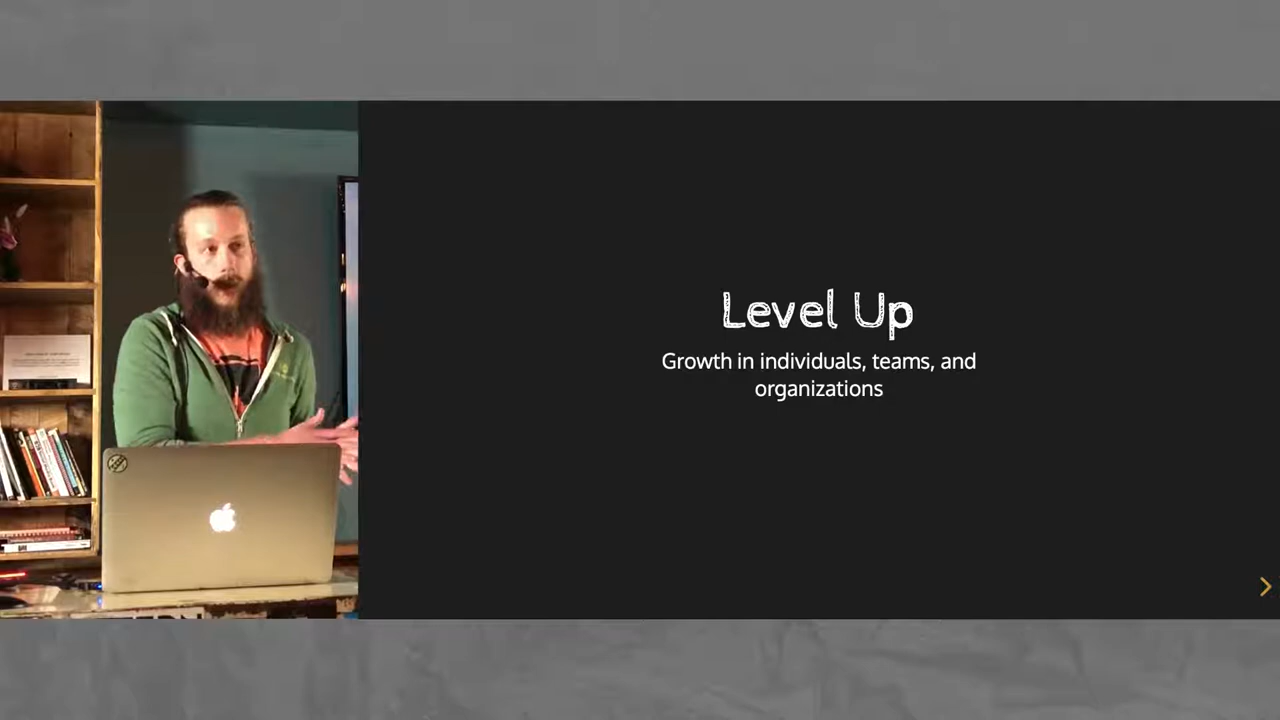 Level Up
Growth in individuals, teams, and
organizations